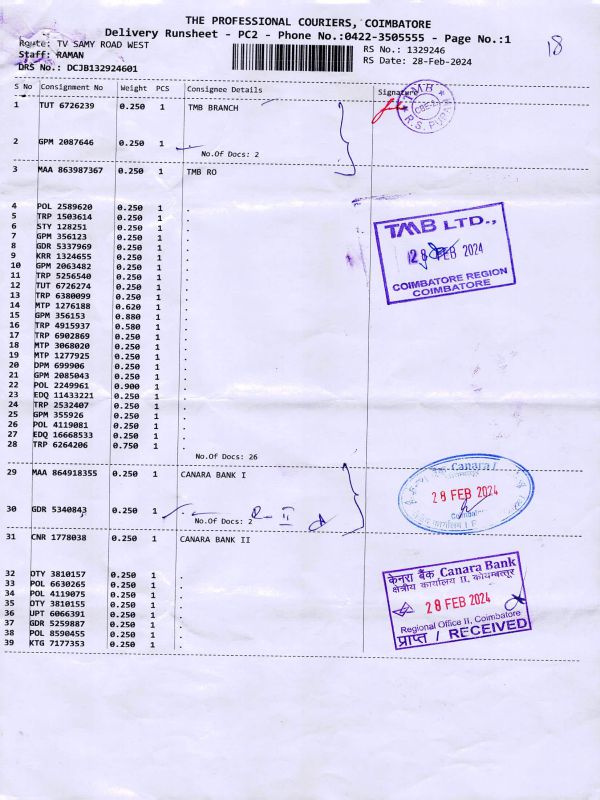 THE PROFESSIONAL COURIERS, COIMBATORE
Delivery Runsheet - PC2 - Phone No.:0422-3505555 - Page No.:1
18
Route: TV SAMY ROAD WEST
RS No.: 1329246
Staff: RAMAN
RS Date: 28-Feb-2024
DRS No.: DCJB132924601
S No Consignment No Weight PCS Consignee Details Signature
1 TUT 6726239 0.250 1 TMB BRANCH
TMB
R.S. PURAM
2 GPM 2087646 0.250 1
No.Of Docs: 2
3 MAA 863987367 0.250 1 TMB RO
4 POL 2589620 0.250 1 .
5 TRP 1503614 0.250 1 .
6 STY 128251 0.250 1 .
7 GPM 356123 0.250 1 .
8 GDR 5337969 0.250 1 .
9 KRR 1324655 0.250 1 .
10 GPM 2063482 0.250 1 .
11 TRP 5256540 0.250 1 .
12 TUT 6726274 0.250 1 .
13 TRP 6380099 0.250 1 .
14 MTP 1276188 0.620 1 .
15 GPM 356153 0.880 1 .
16 TRP 4915937 0.580 1 .
17 TRP 6902869 0.250 1 .
18 MTP 3068020 0.250 1 .
19 MTP 1277925 0.250 1 .
20 DPM 699906 0.250 1 .
21 GPM 2085043 0.250 1 .
22 POL 2249961 0.900 1 .
23 EDQ 11433221 0.250 1 .
24 TRP 2532407 0.250 1 .
25 GPM 355926 0.250 1 .
26 POL 4119081 0.250 1 .
27 EDQ 16668533 0.250 1 .
28 TRP 6264206 0.750 1 .
TMB LTD.,
28 FEB 2024
COIMBATORE REGION
COIMBATORE
No.Of Docs: 26
29 MAA 864918355 0.250 1 CANARA BANK I
Canara
28 FEB 2024
30 GDR 5340843 0.250 1 .
No.Of Docs: 2
31 CNR 1778038 0.250 1 CANARA BANK II
32 OTY 3810157 0.250 1 .
33 POL 6630265 0.250 1 .
34 POL 4119075 0.250 1 .
35 OTY 3810155 0.250 1 .
36 UPT 6066391 0.250 1 .
37 GDR 5259887 0.250 1 .
38 POL 8590455 0.250 1 .
39 KTG 7177353 0.250 1 .
केनरा बैंक Canara Bank
क्षेत्रीय कार्यालय II, कोयम्बत्तूर
28 FEB 2024
Regional Office II, Coimbatore
प्राप्त / RECEIVED